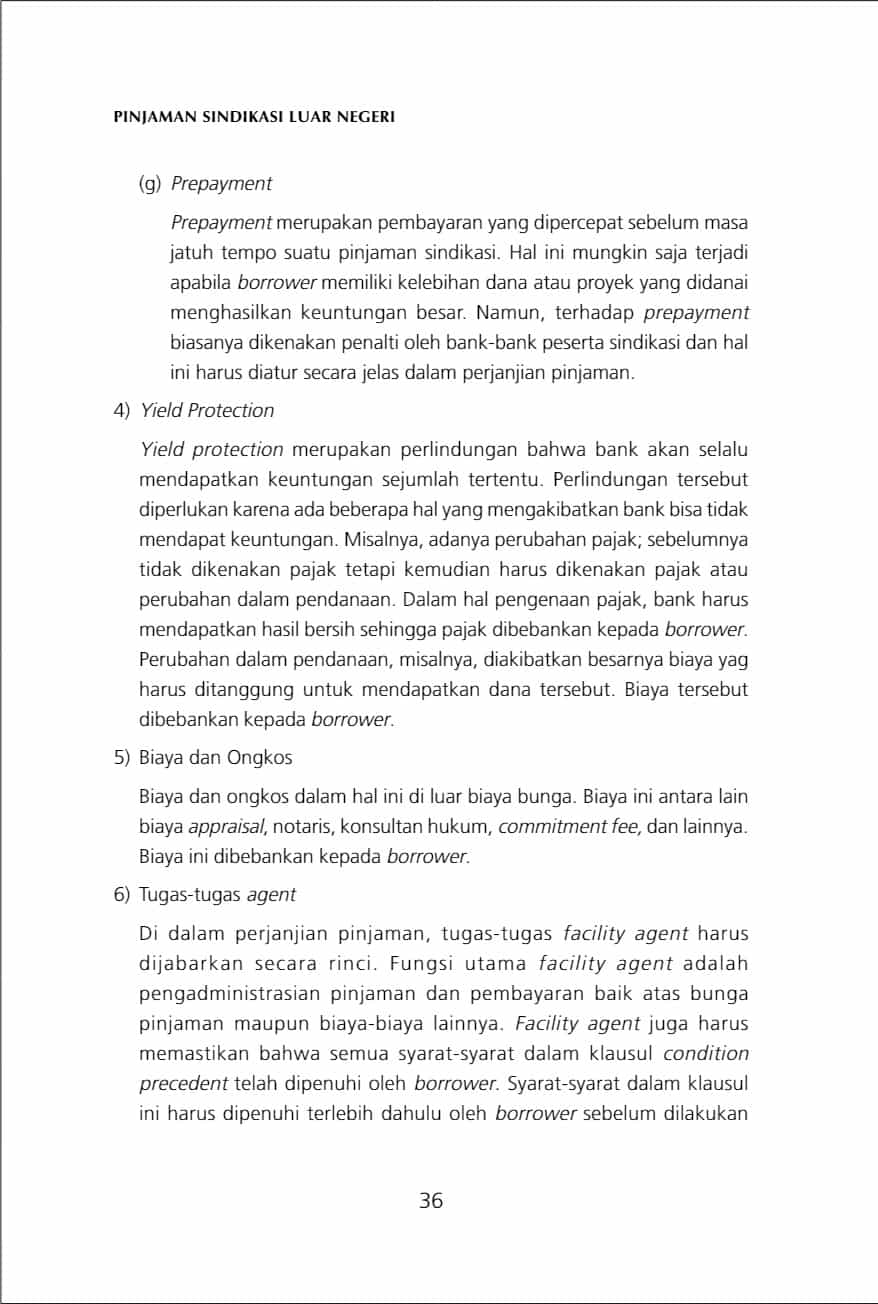 PINJAMAN SINDIKASI LUAR NEGERI
(g) Prepayment
Prepayment merupakan pembayaran yang dipercepat sebelum masa
jatuh tempo suatu pinjaman sindikasi. Hal ini mungkin saja terjadi
apabila borrower memiliki kelebihan dana atau proyek yang didanai
menghasilkan keuntungan besar. Namun, terhadap prepayment
biasanya dikenakan penalti oleh bank-bank peserta sindikasi dan hal
ini harus diatur secara jelas dalam perjanjian pinjaman.
4) Yield Protection
Yield protection merupakan perlindungan bahwa bank akan selalu
mendapatkan keuntungan sejumlah tertentu. Perlindungan tersebut
diperlukan karena ada beberapa hal yang mengakibatkan bank bisa tidak
mendapat keuntungan. Misalnya, adanya perubahan pajak; sebelumnya
tidak dikenakan pajak tetapi kemudian harus dikenakan pajak atau
perubahan dalam pendanaan. Dalam hal pengenaan pajak, bank harus
mendapatkan hasil bersih sehingga pajak dibebankan kepada borrower.
Perubahan dalam pendanaan, misalnya, diakibatkan besarnya biaya yag
harus ditanggung untuk mendapatkan dana tersebut. Biaya tersebut
dibebankan kepada borrower.
5) Biaya dan Ongkos
Biaya dan ongkos dalam hal ini di luar biaya bunga. Biaya ini antara lain
biaya appraisal, notaris, konsultan hukum, commitment fee, dan lainnya.
Biaya ini dibebankan kepada borrower.
6) Tugas-tugas agent
Di dalam perjanjian pinjaman, tugas-tugas facility agent harus
dijabarkan secara rinci. Fungsi utama facility agent adalah
pengadministrasian pinjaman dan pembayaran baik atas bunga
pinjaman maupun biaya-biaya lainnya. Facility agent juga harus
memastikan bahwa semua syarat-syarat dalam klausul condition
precedent telah dipenuhi oleh borrower. Syarat-syarat dalam klausul
ini harus dipenuhi terlebih dahulu oleh borrower sebelum dilakukan
36